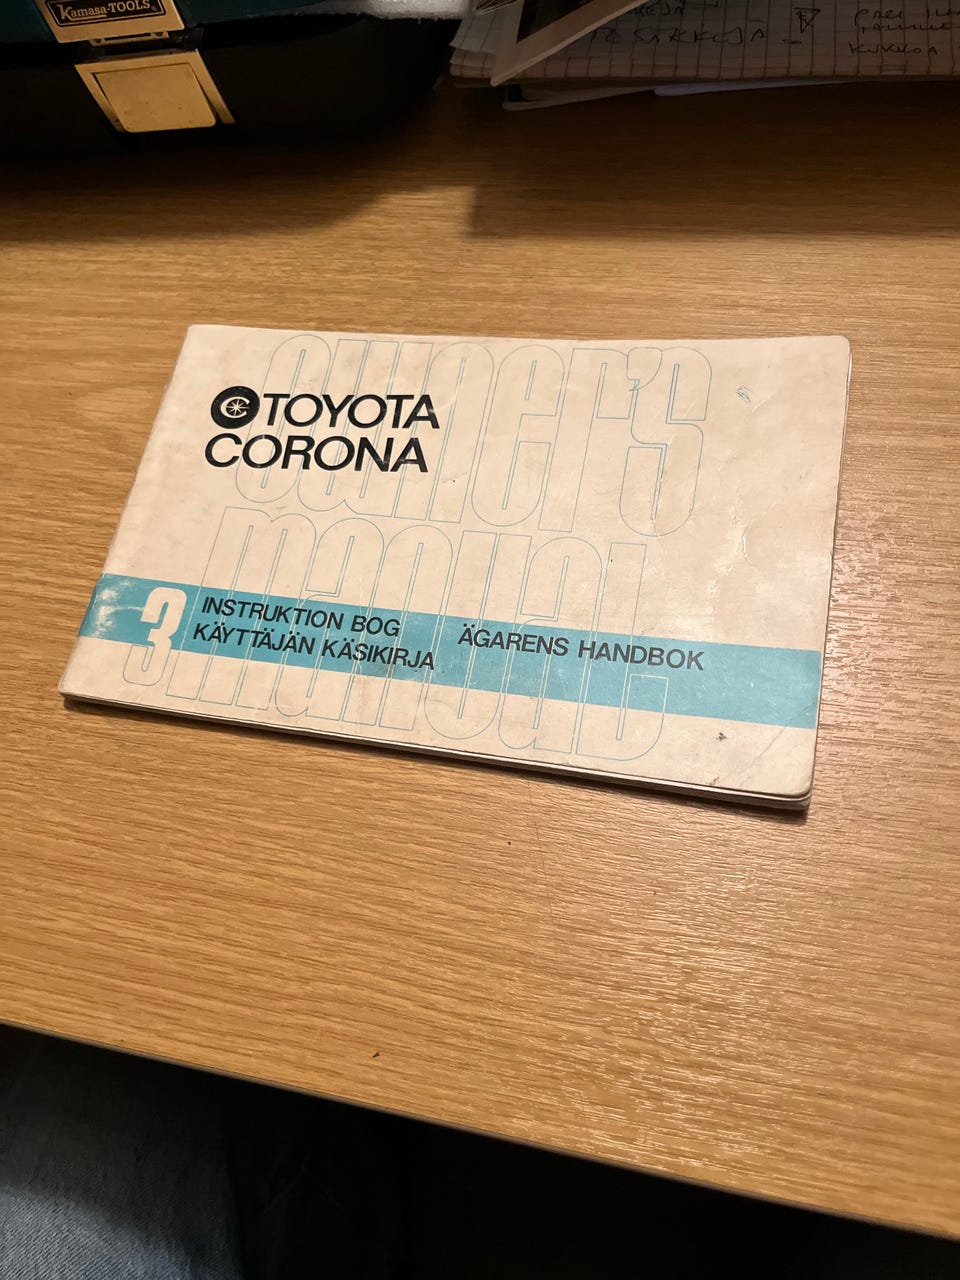 Kamasa-TOOLS
TOYOTA
CORONA
owner's
manual
3
INSTRUKTION BOG
KÄYTTÄJÄN KÄSIKIRJA
ÄGARENS HANDBOK